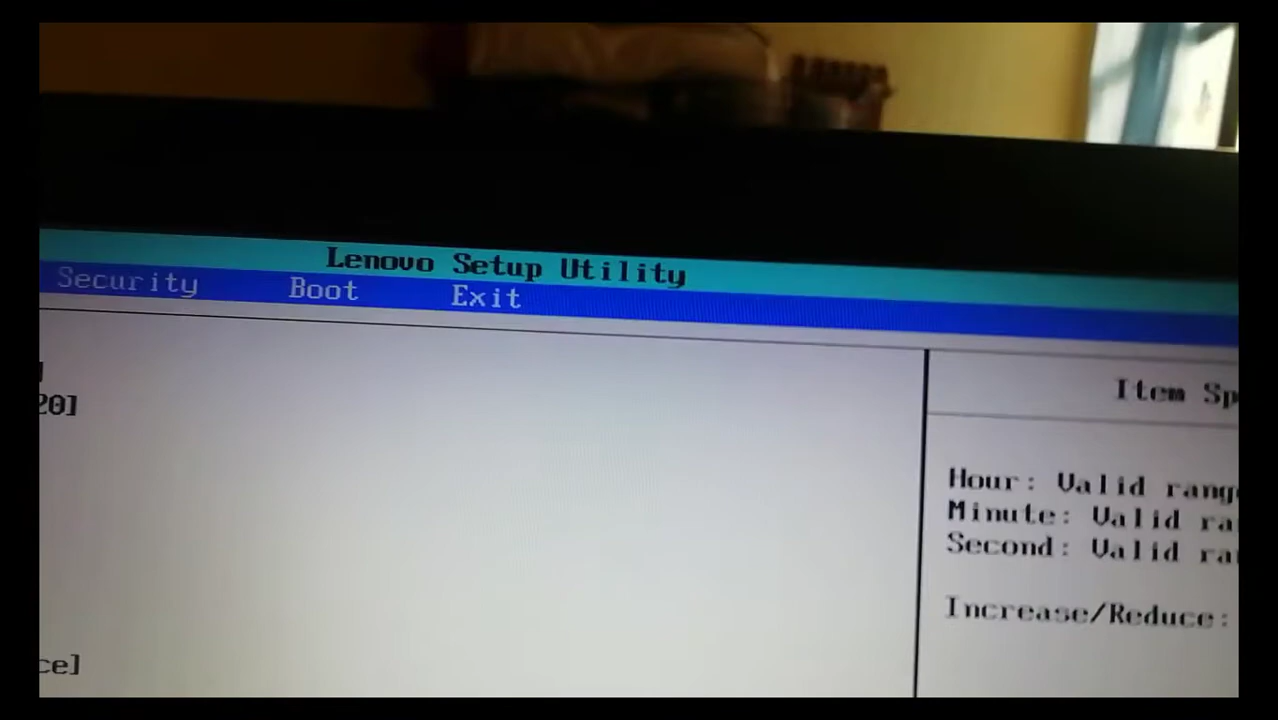 Lenovo Setup Utility
Security Boot Exit
20]
Item Sp
Hour: Valid rang
Minute: Valid ra
Second: Valid ra
Increase/Reduce:
ce]